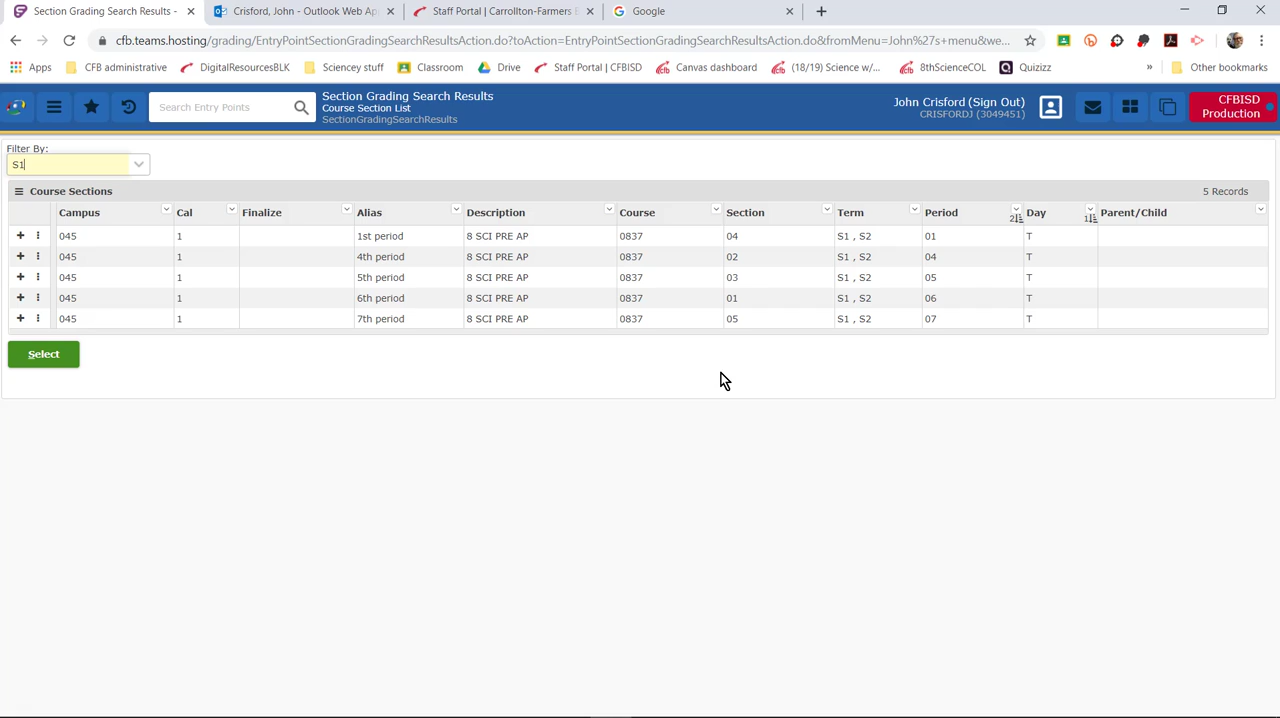 Section Grading Search Results -
Crisford, John - Outlook Web Ap
Staff Portal | Carrollton-Farmers
Google
cfb.teams.hosting/grading/EntryPointSectionGradingSearchResultsAction.do?toAction=EntryPointSectionGradingSearchResultsAction.do&fromMenu=John%27s+menu&we...
Apps
CFB administrative
DigitalResourcesBLK
Sciencey stuff
Classroom
Drive
Staff Portal | CFBISD
Canvas dashboard
(18/19) Science w/...
8thScienceCOL
Quizizz
»
Other bookmarks
Search Entry Points
Section Grading Search Results
Course Section List
SectionGradingSearchResults
John Crisford (Sign Out)
CRISFORDJ (3049451)
CFBISD
Production
Filter By:
S1
Course Sections
5 Records
Campus Cal Finalize Alias Description Course Section Term Period 2 Day 1 Parent/Child
045 1 1st period 8 SCI PRE AP 0837 04 S1 , S2 01 T
045 1 4th period 8 SCI PRE AP 0837 02 S1 , S2 04 T
045 1 5th period 8 SCI PRE AP 0837 03 S1 , S2 05 T
045 1 6th period 8 SCI PRE AP 0837 01 S1 , S2 06 T
045 1 7th period 8 SCI PRE AP 0837 05 S1 , S2 07 T
Select